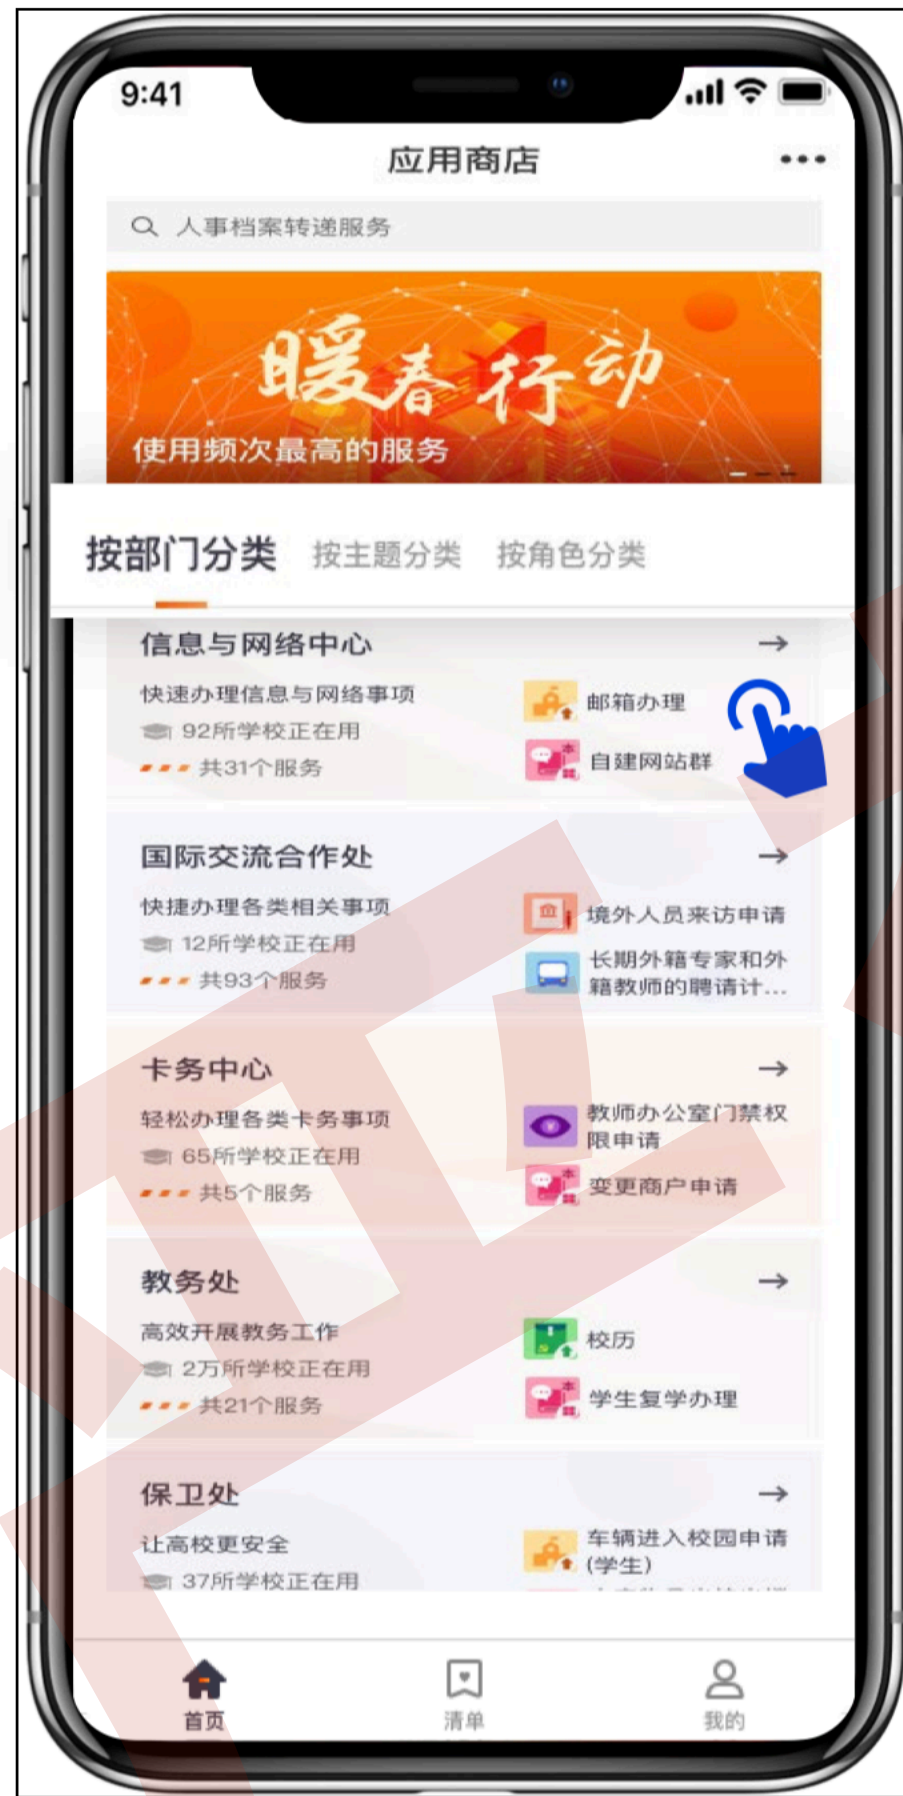 9:41
应用商店
人事档案转递服务
暖春行动
使用频次最高的服务
按部门分类 按主题分类 按角色分类
信息与网络中心
快速办理信息与网络事项
92所学校正在用
共31个服务
邮箱办理
自建网站群
国际交流合作处
快捷办理各类相关事项
12所学校正在用
共93个服务
境外人员来访申请
长期外籍专家和外
籍教师的聘请计...
卡务中心
轻松办理各类卡务事项
65所学校正在用
共5个服务
教师办公室门禁权
限申请
变更商户申请
教务处
高效开展教务工作
2万所学校正在用
共21个服务
校历
学生复学办理
保卫处
让高校更安全
37所学校正在用
车辆进入校园申请
(学生)
首页 清单 我的